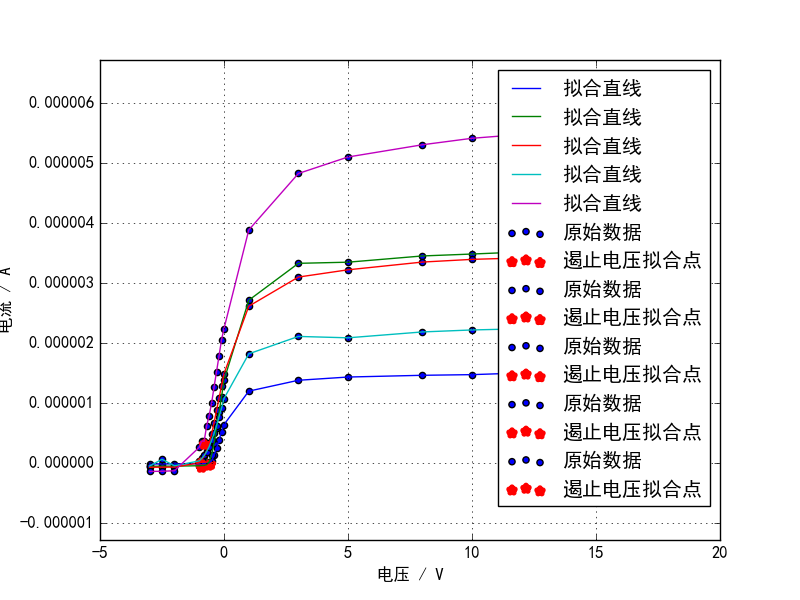 0.000006
0.000005
0.000004
0.000003
0.000002
0.000001
0.000000
-0.000001
电流 / A
-5
0
5
10
15
20
电压 / V
拟合直线
拟合直线
拟合直线
拟合直线
拟合直线
原始数据
遏止电压拟合点
原始数据
遏止电压拟合点
原始数据
遏止电压拟合点
原始数据
遏止电压拟合点
原始数据
遏止电压拟合点